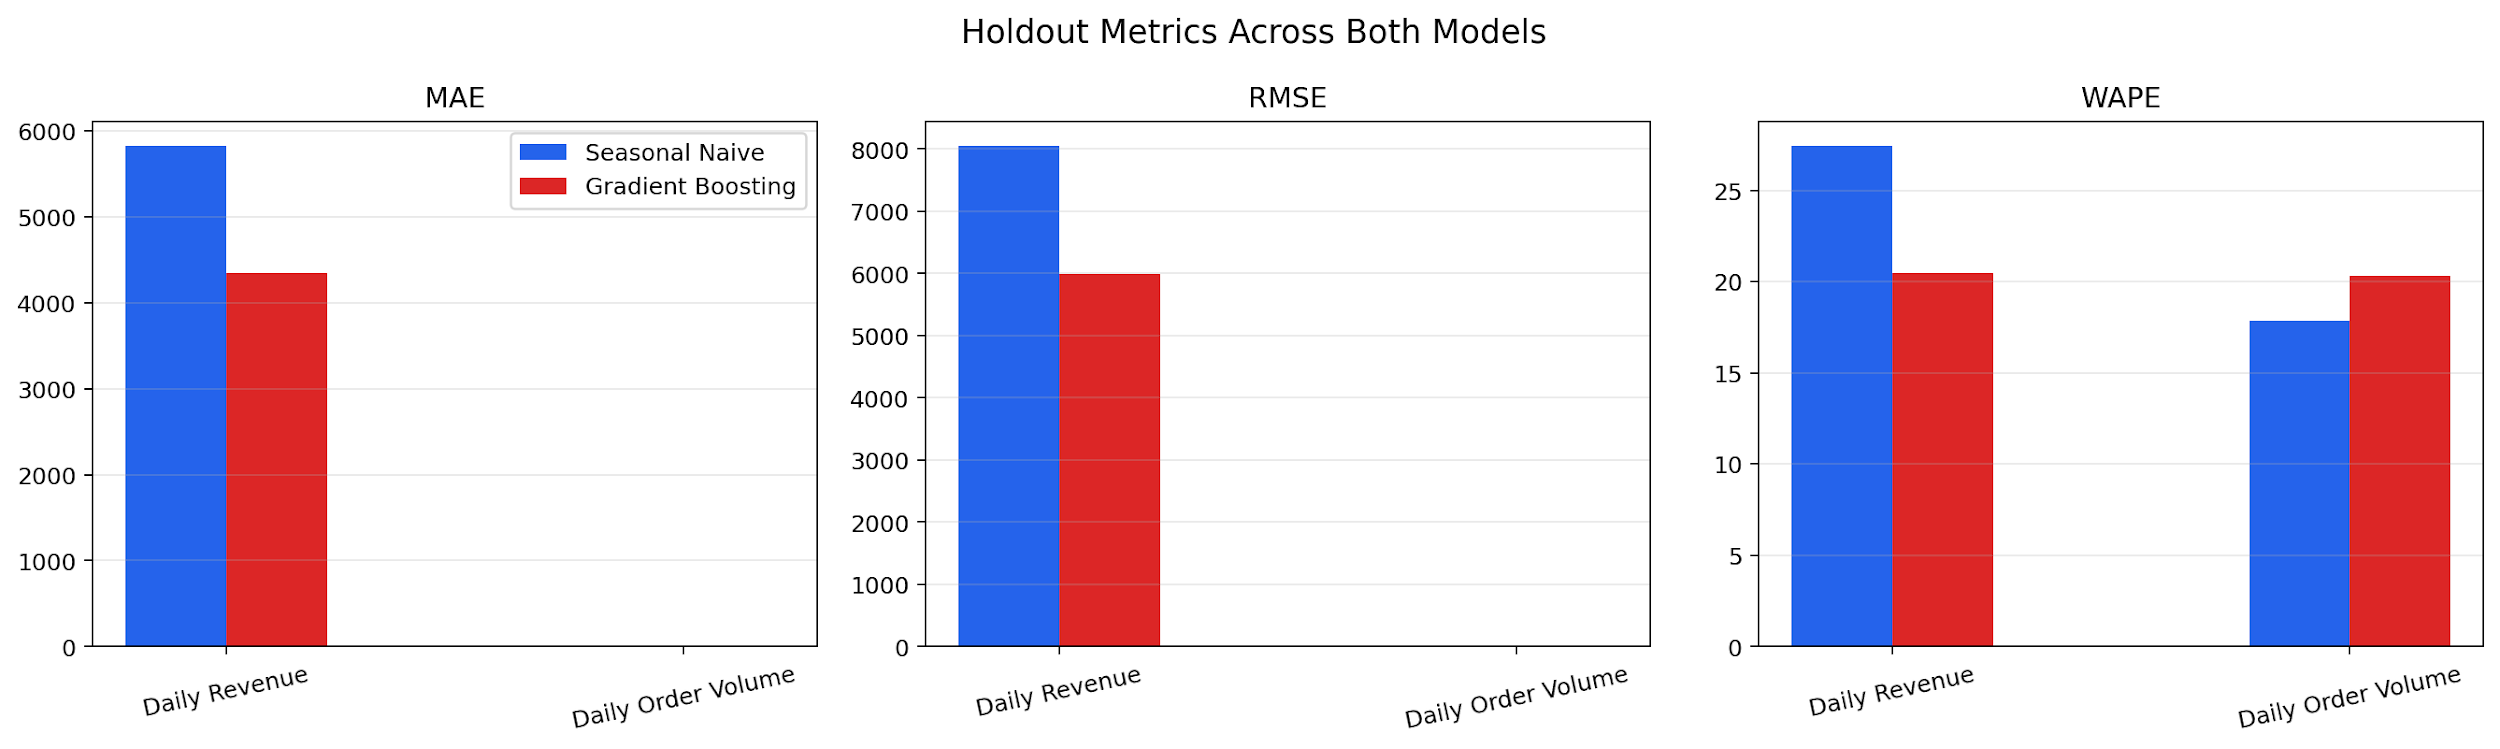 Holdout Metrics Across Both Models
MAE
6000
5000
4000
3000
2000
1000
0
Seasonal Naive
Gradient Boosting
Daily Revenue
Daily Order Volume
RMSE
8000
7000
6000
5000
4000
3000
2000
1000
0
Daily Revenue
Daily Order Volume
WAPE
25
20
15
10
5
0
Daily Revenue
Daily Order Volume